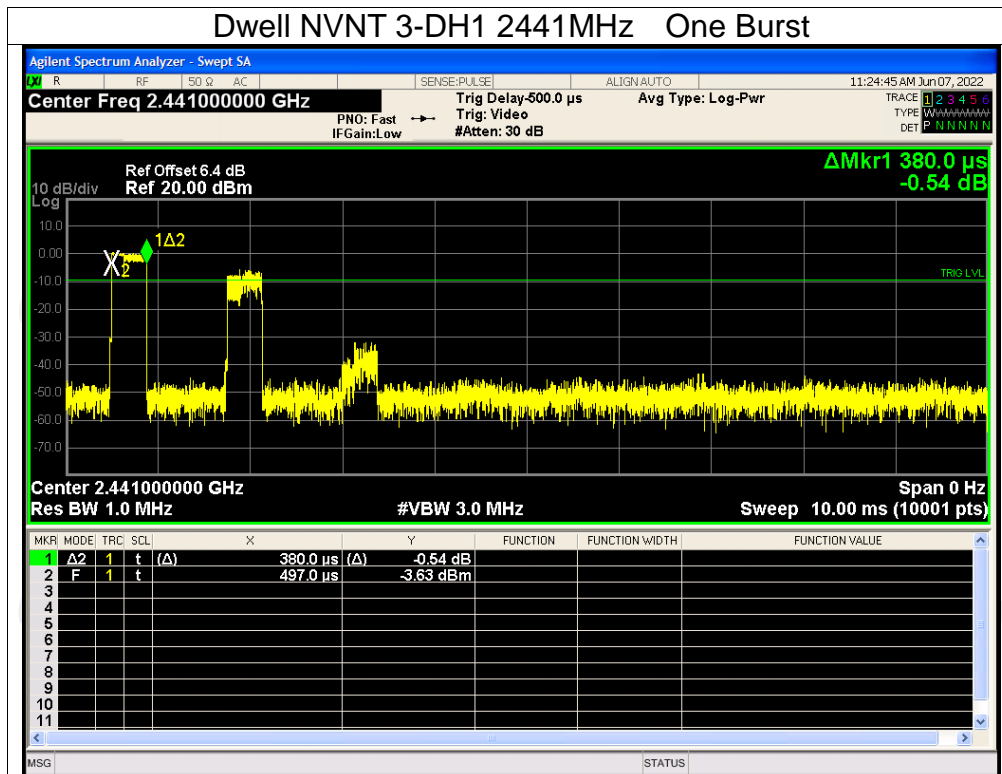 Dwell NVNT 3-DH1 2441MHz One Burst
Agilent Spectrum Analyzer - Swept SA
LXI R RF 50 Ω AC SENSE:PULSE ALIGN AUTO 11:24:45 AM Jun 07, 2022
Center Freq 2.441000000 GHz Trig Delay-500.0 µs Avg Type: Log-Pwr TRACE 1 2 3 4 5 6
PNO: Fast Trig: Video TYPE WWWWWW
IFGain:Low #Atten: 30 dB DET P N N N N N
ΔMkr1 380.0 µs
Ref Offset 6.4 dB
10 dB/div Ref 20.00 dBm -0.54 dB
Log
10.0
1Δ2
0.00
2
TRIG LVL
-10.0
-20.0
-30.0
-40.0
-50.0
-60.0
-70.0
Center 2.441000000 GHz Span 0 Hz
Res BW 1.0 MHz #VBW 3.0 MHz Sweep 10.00 ms (10001 pts)
MKR MODE TRC SCL X Y FUNCTION FUNCTION WIDTH FUNCTION VALUE
1 Δ2 1 t (Δ) 380.0 µs (Δ) -0.54 dB
2 F 1 t 497.0 µs -3.63 dBm
3
4
5
6
7
8
9
10
11
MSG STATUS